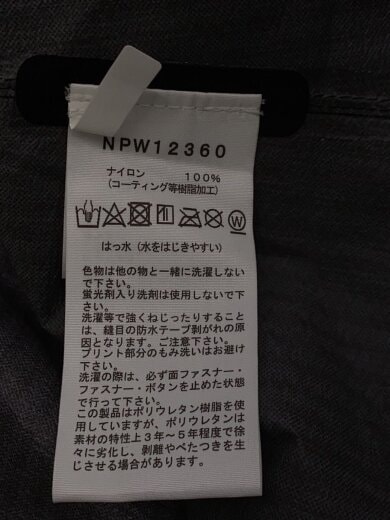 NPW12360
ナイロン 100%
(コーティング等樹脂加工)
W
はっ水（水をはじきやすい）
色物は他の物と一緒に洗濯しない
で下さい。
蛍光剤入り洗剤は使用しないで下
さい。
洗濯等で強くねじったりすること
は、縫目の防水テープ剥がれの原
因となります。ご注意下さい。
プリント部分のもみ洗いはお避け
下さい。
洗濯の際は、必ず面ファスナー・
ファスナー・ボタンを止めた状態
で行って下さい。
この製品はポリウレタン樹脂を使
用していますが、ポリウレタンは
素材の特性上3年～5年程度で徐
々に劣化し、剥離やべたつきを生
じさせる場合があります。